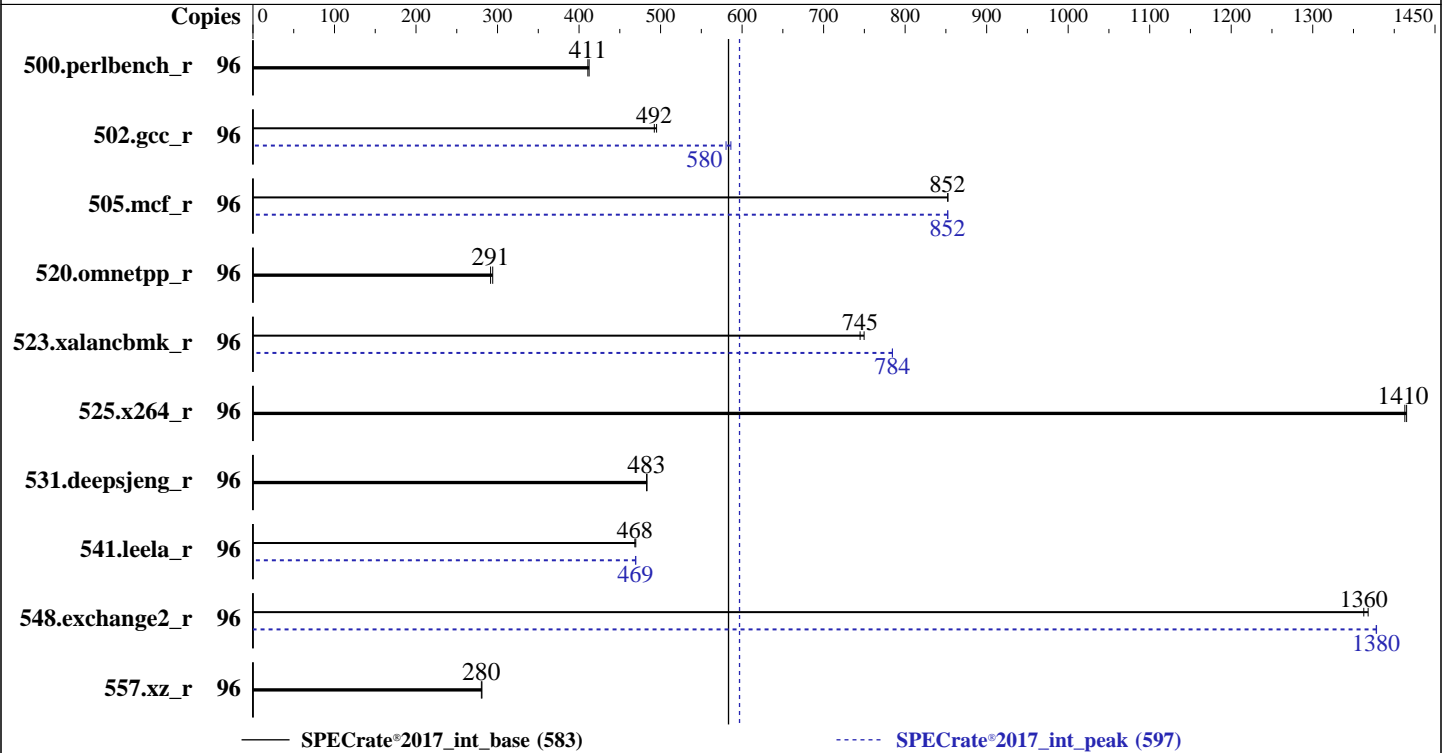 Copies 0 100 200 300 400 500 600 700 800 900 1000 1100 1200 1300 1450
411
500.perlbench_r 96
492
502.gcc_r 96
580
852
505.mcf_r 96
852
291
520.omnetpp_r 96
745
523.xalancbmk_r 96
784
1410
525.x264_r 96
483
531.deepsjeng_r 96
468
541.leela_r 96
469
1360
548.exchange2_r 96
1380
280
557.xz_r 96
SPECrate®2017_int_base (583) SPECrate®2017_int_peak (597)